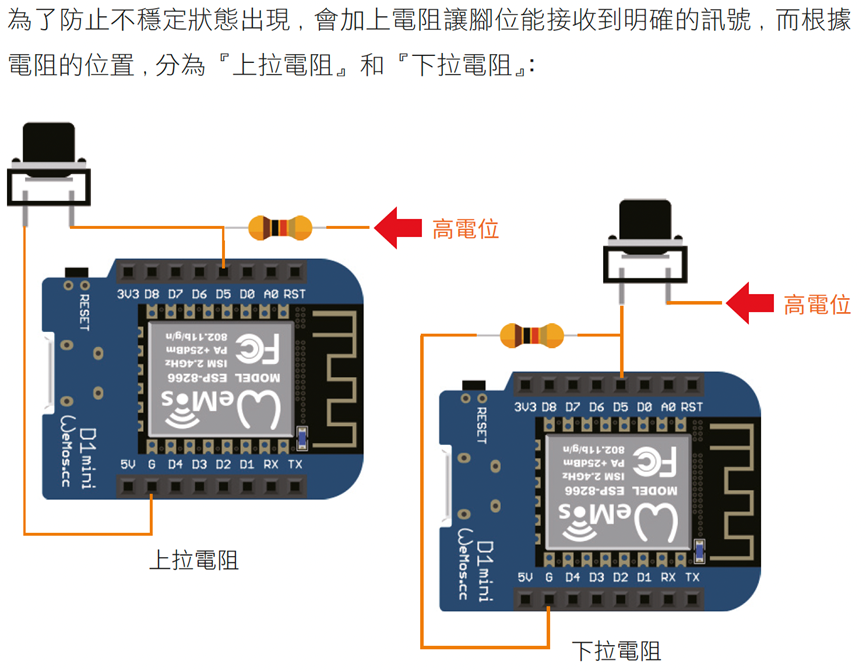 為了防止不穩定狀態出現，會加上電阻讓腳位能接收到明確的訊號，而根據
電阻的位置，分為『上拉電阻』和『下拉電阻』：
高電位
高電位
RESET
3V3 D8 D7 D6 D5 D0 A0 RST
802.11b/g/n
PA +25dBm
ISM 2.4GHz
MODEL ESP-8266
FC
WeMos
D1mini
WeMos.cc
5V G D4 D3 D2 D1 RX TX
上拉電阻
RESET
3V3 D8 D7 D6 D5 D0 A0 RST
802.11b/g/n
PA +25dBm
ISM 2.4GHz
MODEL ESP-8266
FC
WeMos
D1mini
WeMos.cc
5V G D4 D3 D2 D1 RX TX
下拉電阻